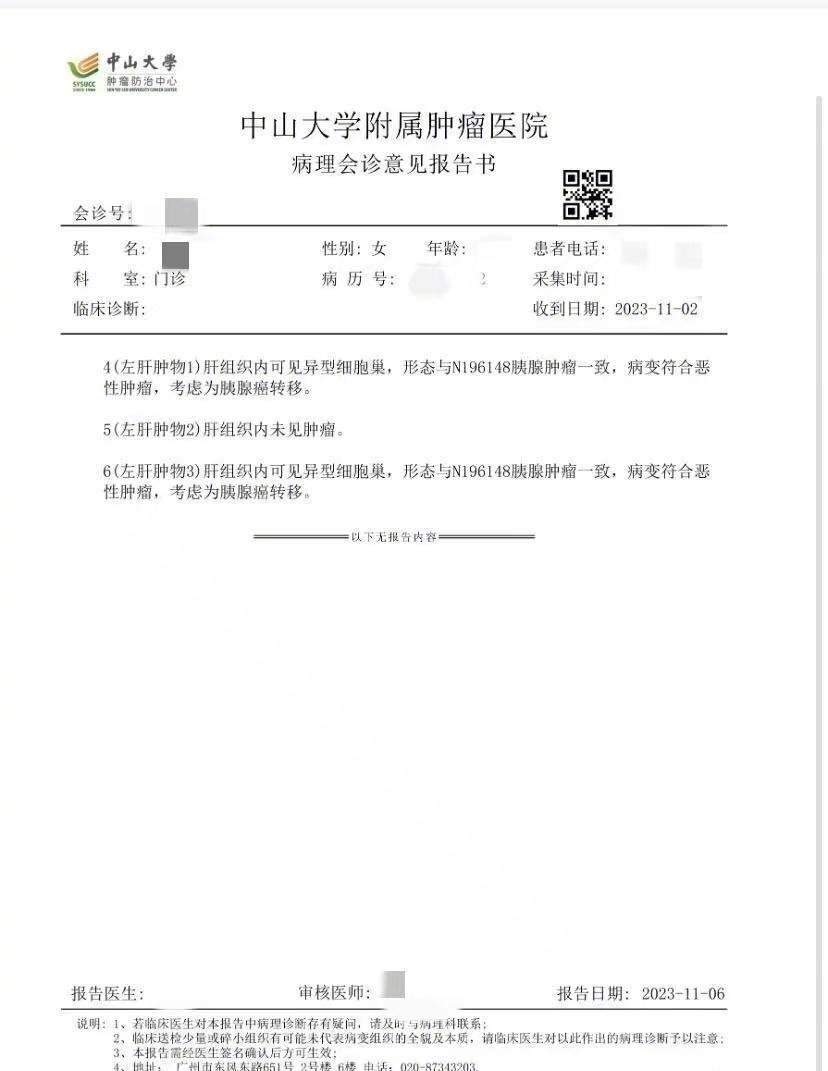 中山大學
肿瘤防治中心
SYSUCC
SUN YAT-SEN UNIVERSITY CANCER CENTER
中山大学附属肿瘤医院
病理会诊意见报告书
会诊号:
姓 名: 性别: 女 年龄: 患者电话:
科 室: 门诊 病 历 号: 2 采集时间:
临床诊断: 收到日期: 2023-11-02
4(左肝肿物1)肝组织内可见异型细胞巢，形态与N196148胰腺肿瘤一致，病变符合恶
性肿瘤，考虑为胰腺癌转移。
5(左肝肿物2)肝组织内未见肿瘤。
6(左肝肿物3)肝组织内可见异型细胞巢，形态与N196148胰腺肿瘤一致，病变符合恶
性肿瘤，考虑为胰腺癌转移。
以下无报告内容
报告医生: 审核医师: 报告日期: 2023-11-06
说明: 1、若临床医生对本报告中病理诊断存有疑问，请及时与病理科联系;
2、临床送检少量或碎小组织有可能未代表病变组织的全貌及本质，请临床医生对以此作出的病理诊断予以注意;
3、本报告需经医生签名确认后方可生效;
4、地址: 广州市东风东路651号 2号楼 6楼 电话: 020-87343203.